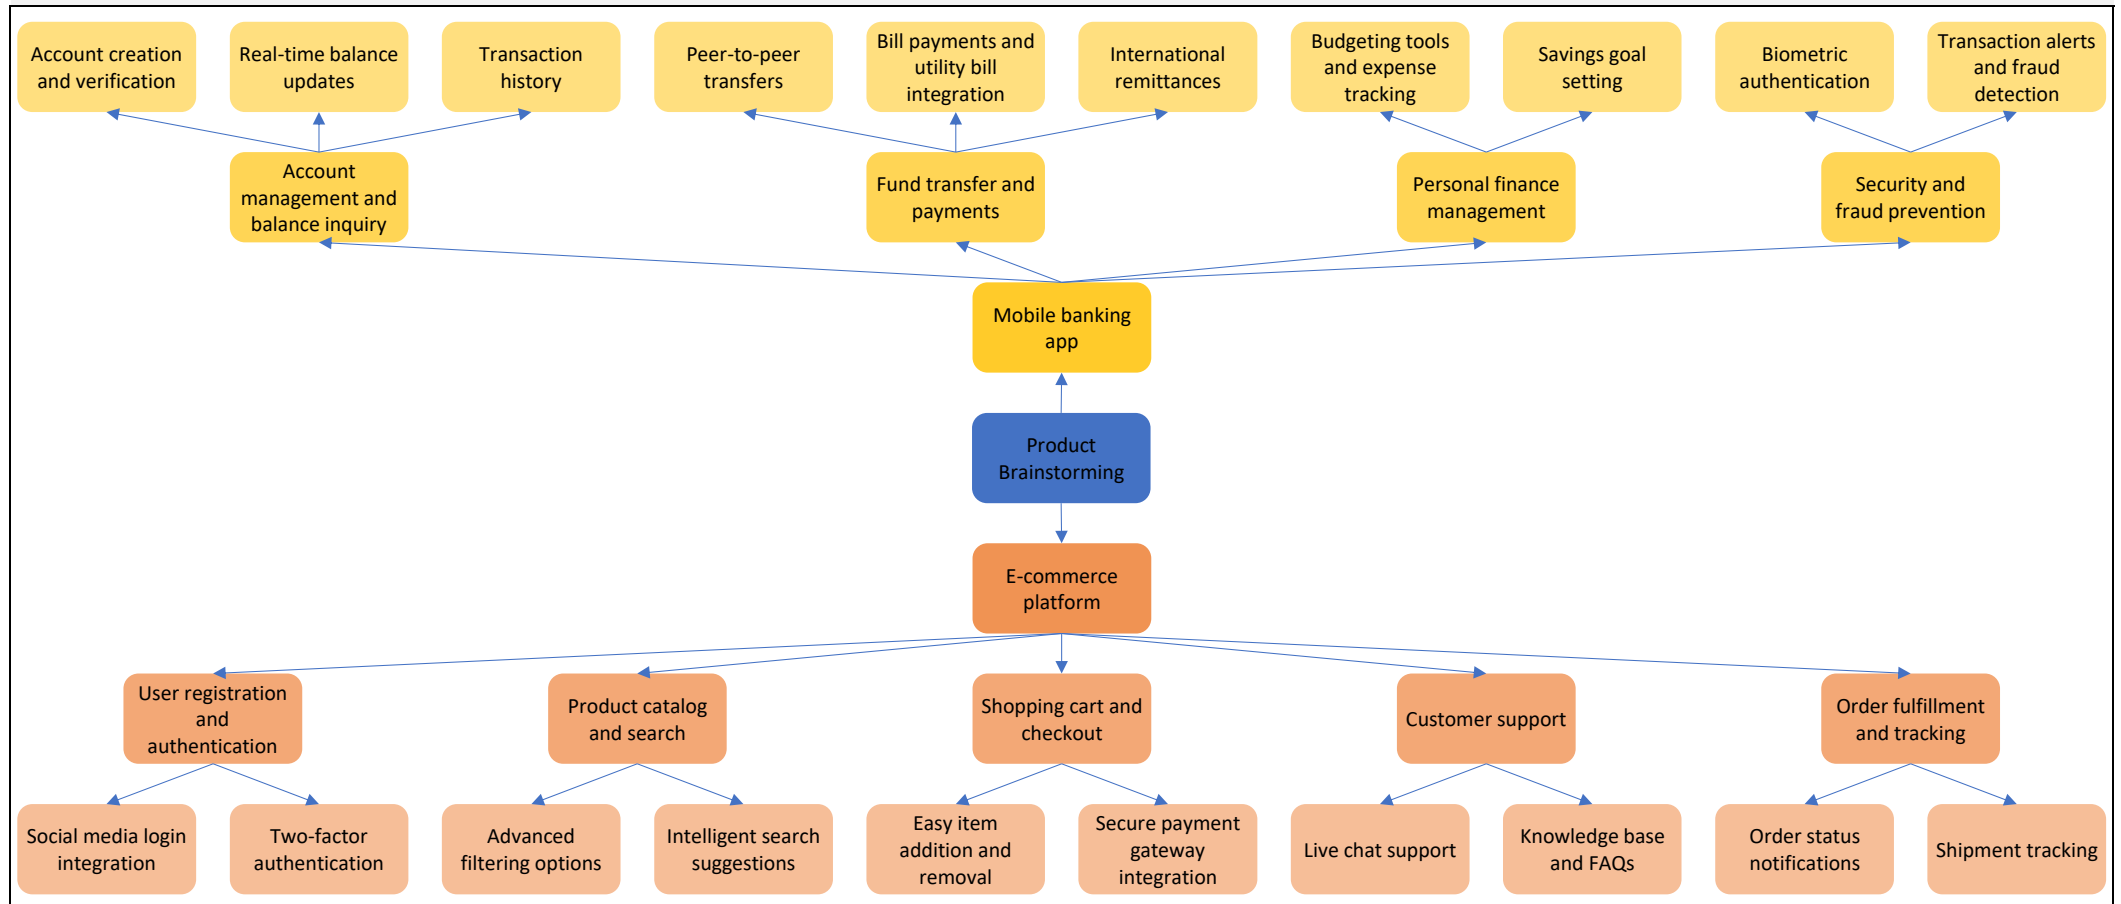 Account creation
and verification
Real-time balance
updates
Transaction
history
Peer-to-peer
transfers
Bill payments and
utility bill
integration
International
remittances
Budgeting tools
and expense
tracking
Savings goal
setting
Biometric
authentication
Transaction alerts
and fraud
detection
Account
management and
balance inquiry
Fund transfer and
payments
Personal finance
management
Security and
fraud prevention
Mobile banking
app
Product
Brainstorming
E-commerce
platform
User registration
and
authentication
Product catalog
and search
Shopping cart and
checkout
Customer support
Order fulfillment
and tracking
Social media login
integration
Two-factor
authentication
Advanced
filtering options
Intelligent search
suggestions
Easy item
addition and
removal
Secure payment
gateway
integration
Live chat support
Knowledge base
and FAQs
Order status
notifications
Shipment tracking